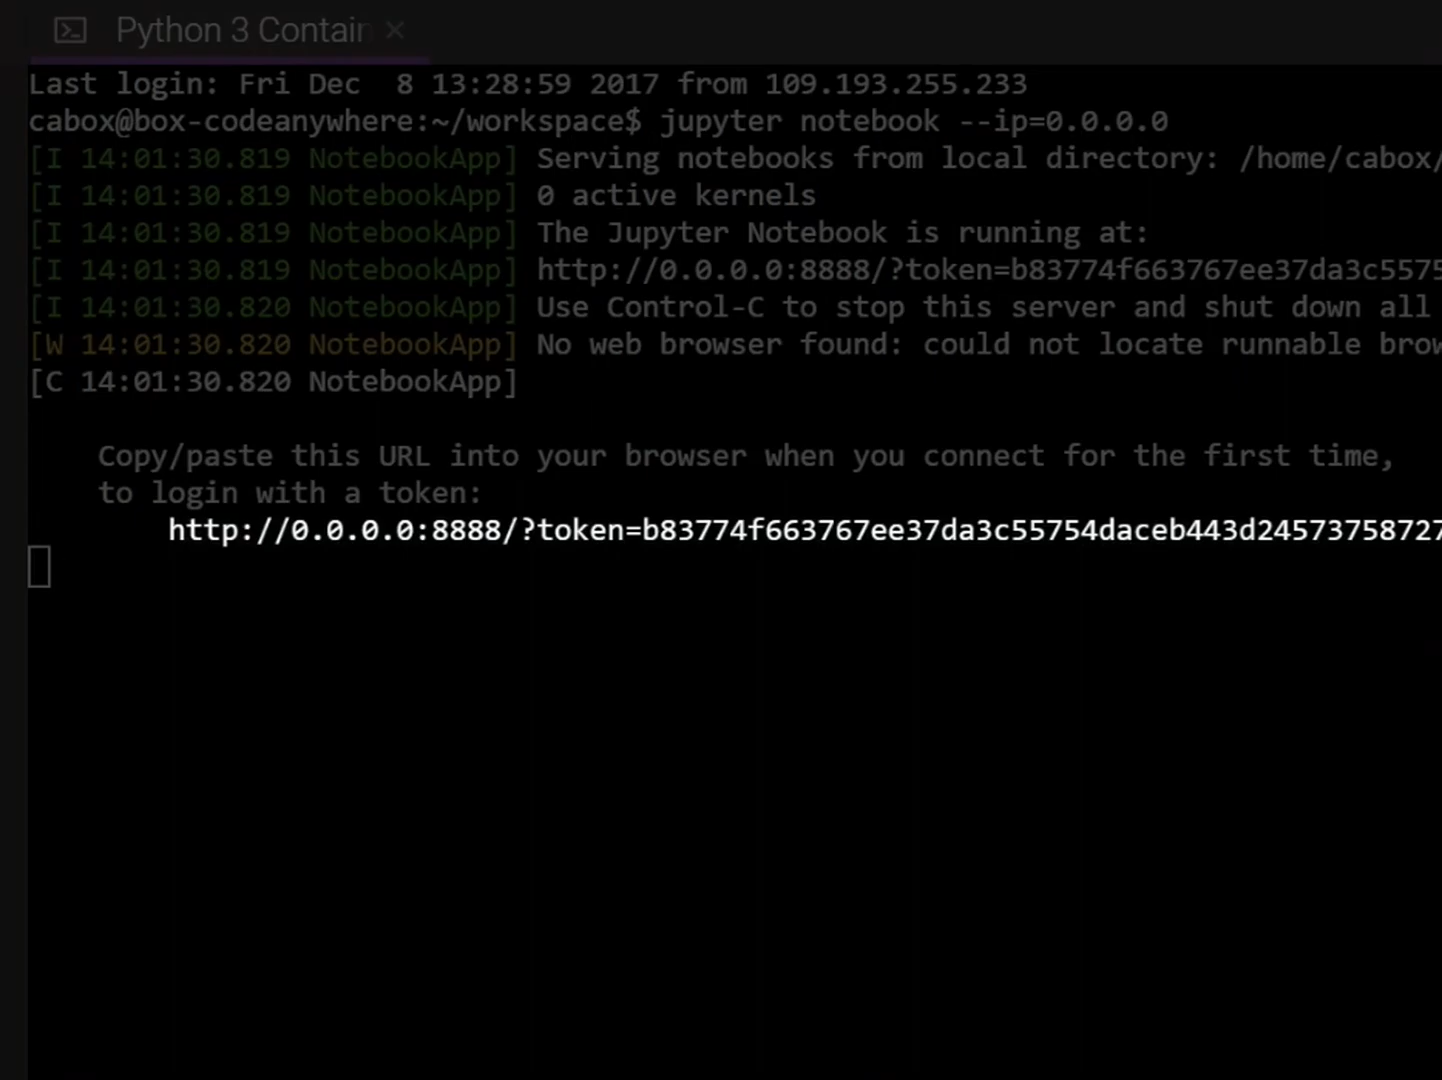 Python 3 Contain
Last login: Fri Dec  8 13:28:59 2017 from 109.193.255.233
cabox@box-codeanywhere:~/workspace$ jupyter notebook --ip=0.0.0.0
[I 14:01:30.819 NotebookApp] Serving notebooks from local directory: /home/cabox/
[I 14:01:30.819 NotebookApp] 0 active kernels
[I 14:01:30.819 NotebookApp] The Jupyter Notebook is running at:
[I 14:01:30.819 NotebookApp] http://0.0.0.0:8888/?token=b83774f663767ee37da3c5575
[I 14:01:30.820 NotebookApp] Use Control-C to stop this server and shut down all
[W 14:01:30.820 NotebookApp] No web browser found: could not locate runnable brow
[C 14:01:30.820 NotebookApp]
Copy/paste this URL into your browser when you connect for the first time,
to login with a token:
http://0.0.0.0:8888/?token=b83774f663767ee37da3c55754daceb443d24573758727